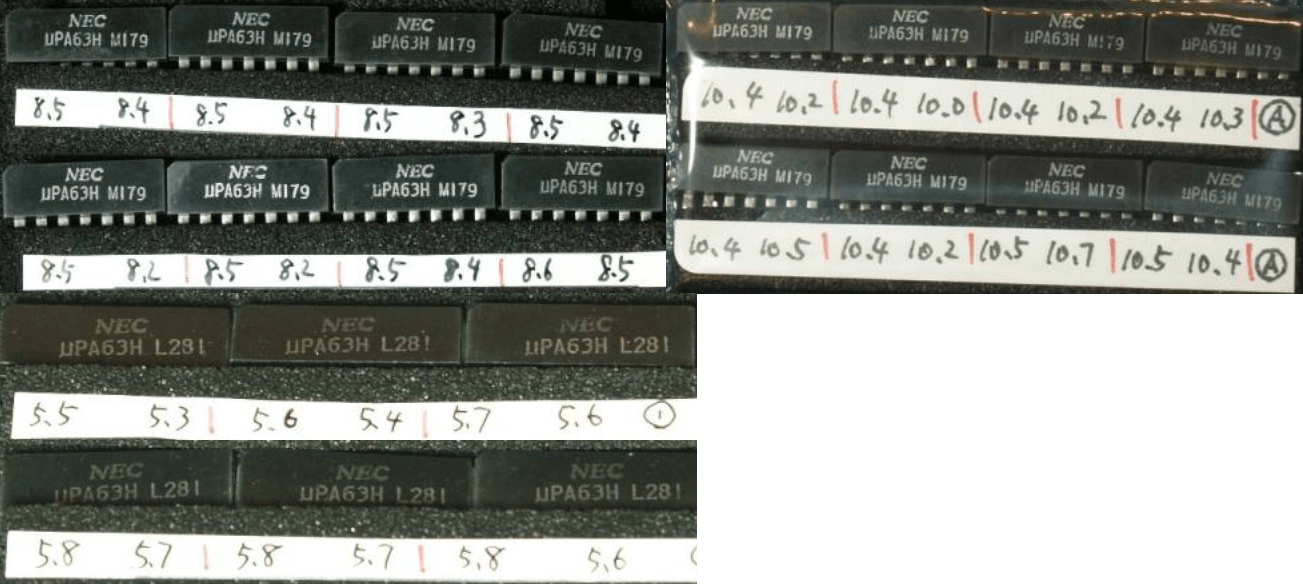 NEC NEC NEC NEC
µPA63H M179 µPA63H M179 µPA63H M179 µPA63H M179
8.5 8.4 | 8.5 8.4 | 8.5 8.3 | 8.5 8.4
NEC NEC NEC NEC
µPA63H M179 µPA63H M179 µPA63H M179 µPA63H M179
8.5 8.2 | 8.5 8.2 | 8.5 8.4 | 8.6 8.5
NEC NEC NEC NEC
µPA63H M179 µPA63H M179 µPA63H M179 µPA63H M179
10.4 10.2 | 10.4 10.0 | 10.4 10.2 | 10.4 10.3 | Ⓐ
NEC NEC NEC NEC
µPA63H M179 µPA63H M179 µPA63H M179 µPA63H M179
10.4 10.5 | 10.4 10.2 | 10.5 10.7 | 10.5 10.4 | Ⓐ
NEC NEC NEC
µPA63H L281 µPA63H L281 µPA63H L281
5.5 5.3 | 5.6 5.4 | 5.7 5.6 ①
NEC NEC NEC
µPA63H L281 µPA63H L281 µPA63H L281
5.8 5.7 | 5.8 5.7 | 5.8 5.6